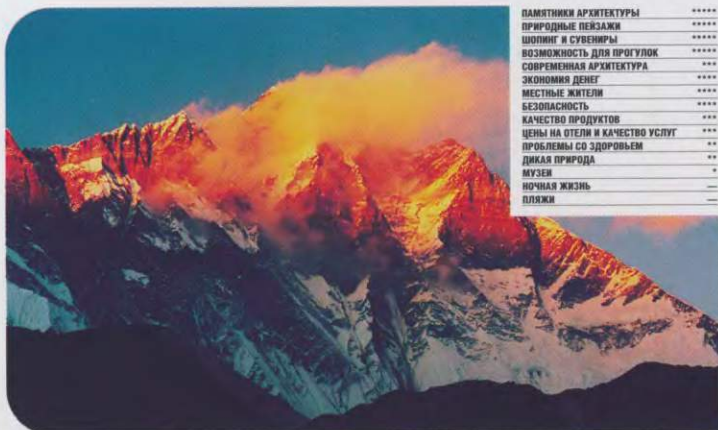 ПАМЯТНИКИ АРХИТЕКТУРЫ *****
ПРИРОДНЫЕ ПЕЙЗАЖИ *****
ШОПИНГ И СУВЕНИРЫ *****
ВОЗМОЖНОСТЬ ДЛЯ ПРОГУЛОК *****
СОВРЕМЕННАЯ АРХИТЕКТУРА ***
ЭКОНОМИЯ ДЕНЕГ ****
МЕСТНЫЕ ЖИТЕЛИ ****
БЕЗОПАСНОСТЬ ****
КАЧЕСТВО ПРОДУКТОВ ***
ЦЕНЫ НА ОТЕЛИ И КАЧЕСТВО УСЛУГ ***
ПРОБЛЕМЫ СО ЗДОРОВЬЕМ **
ДИКАЯ ПРИРОДА **
МУЗЕИ *
НОЧНАЯ ЖИЗНЬ —
ПЛЯЖИ —